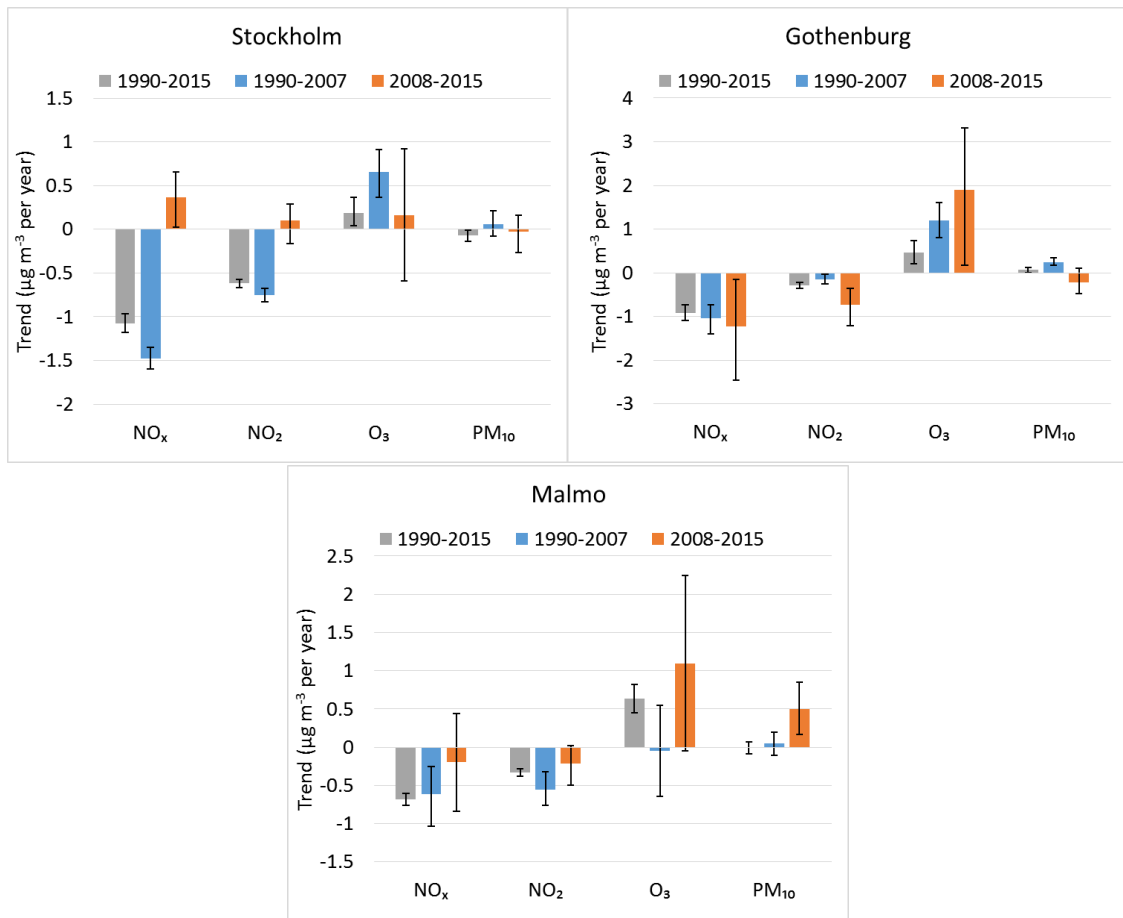 Stockholm
1990-2015 1990-2007 2008-2015
Trend (µg m⁻³ per year)
1.5
1
0.5
0
-0.5
-1
-1.5
-2
NOₓ NO₂ O₃ PM₁₀
Gothenburg
1990-2015 1990-2007 2008-2015
Trend (µg m⁻³ per year)
4
3
2
1
0
-1
-2
-3
NOₓ NO₂ O₃ PM₁₀
Malmo
1990-2015 1990-2007 2008-2015
Trend (µg m⁻³ per year)
2.5
2
1.5
1
0.5
0
-0.5
-1
-1.5
NOₓ NO₂ O₃ PM₁₀